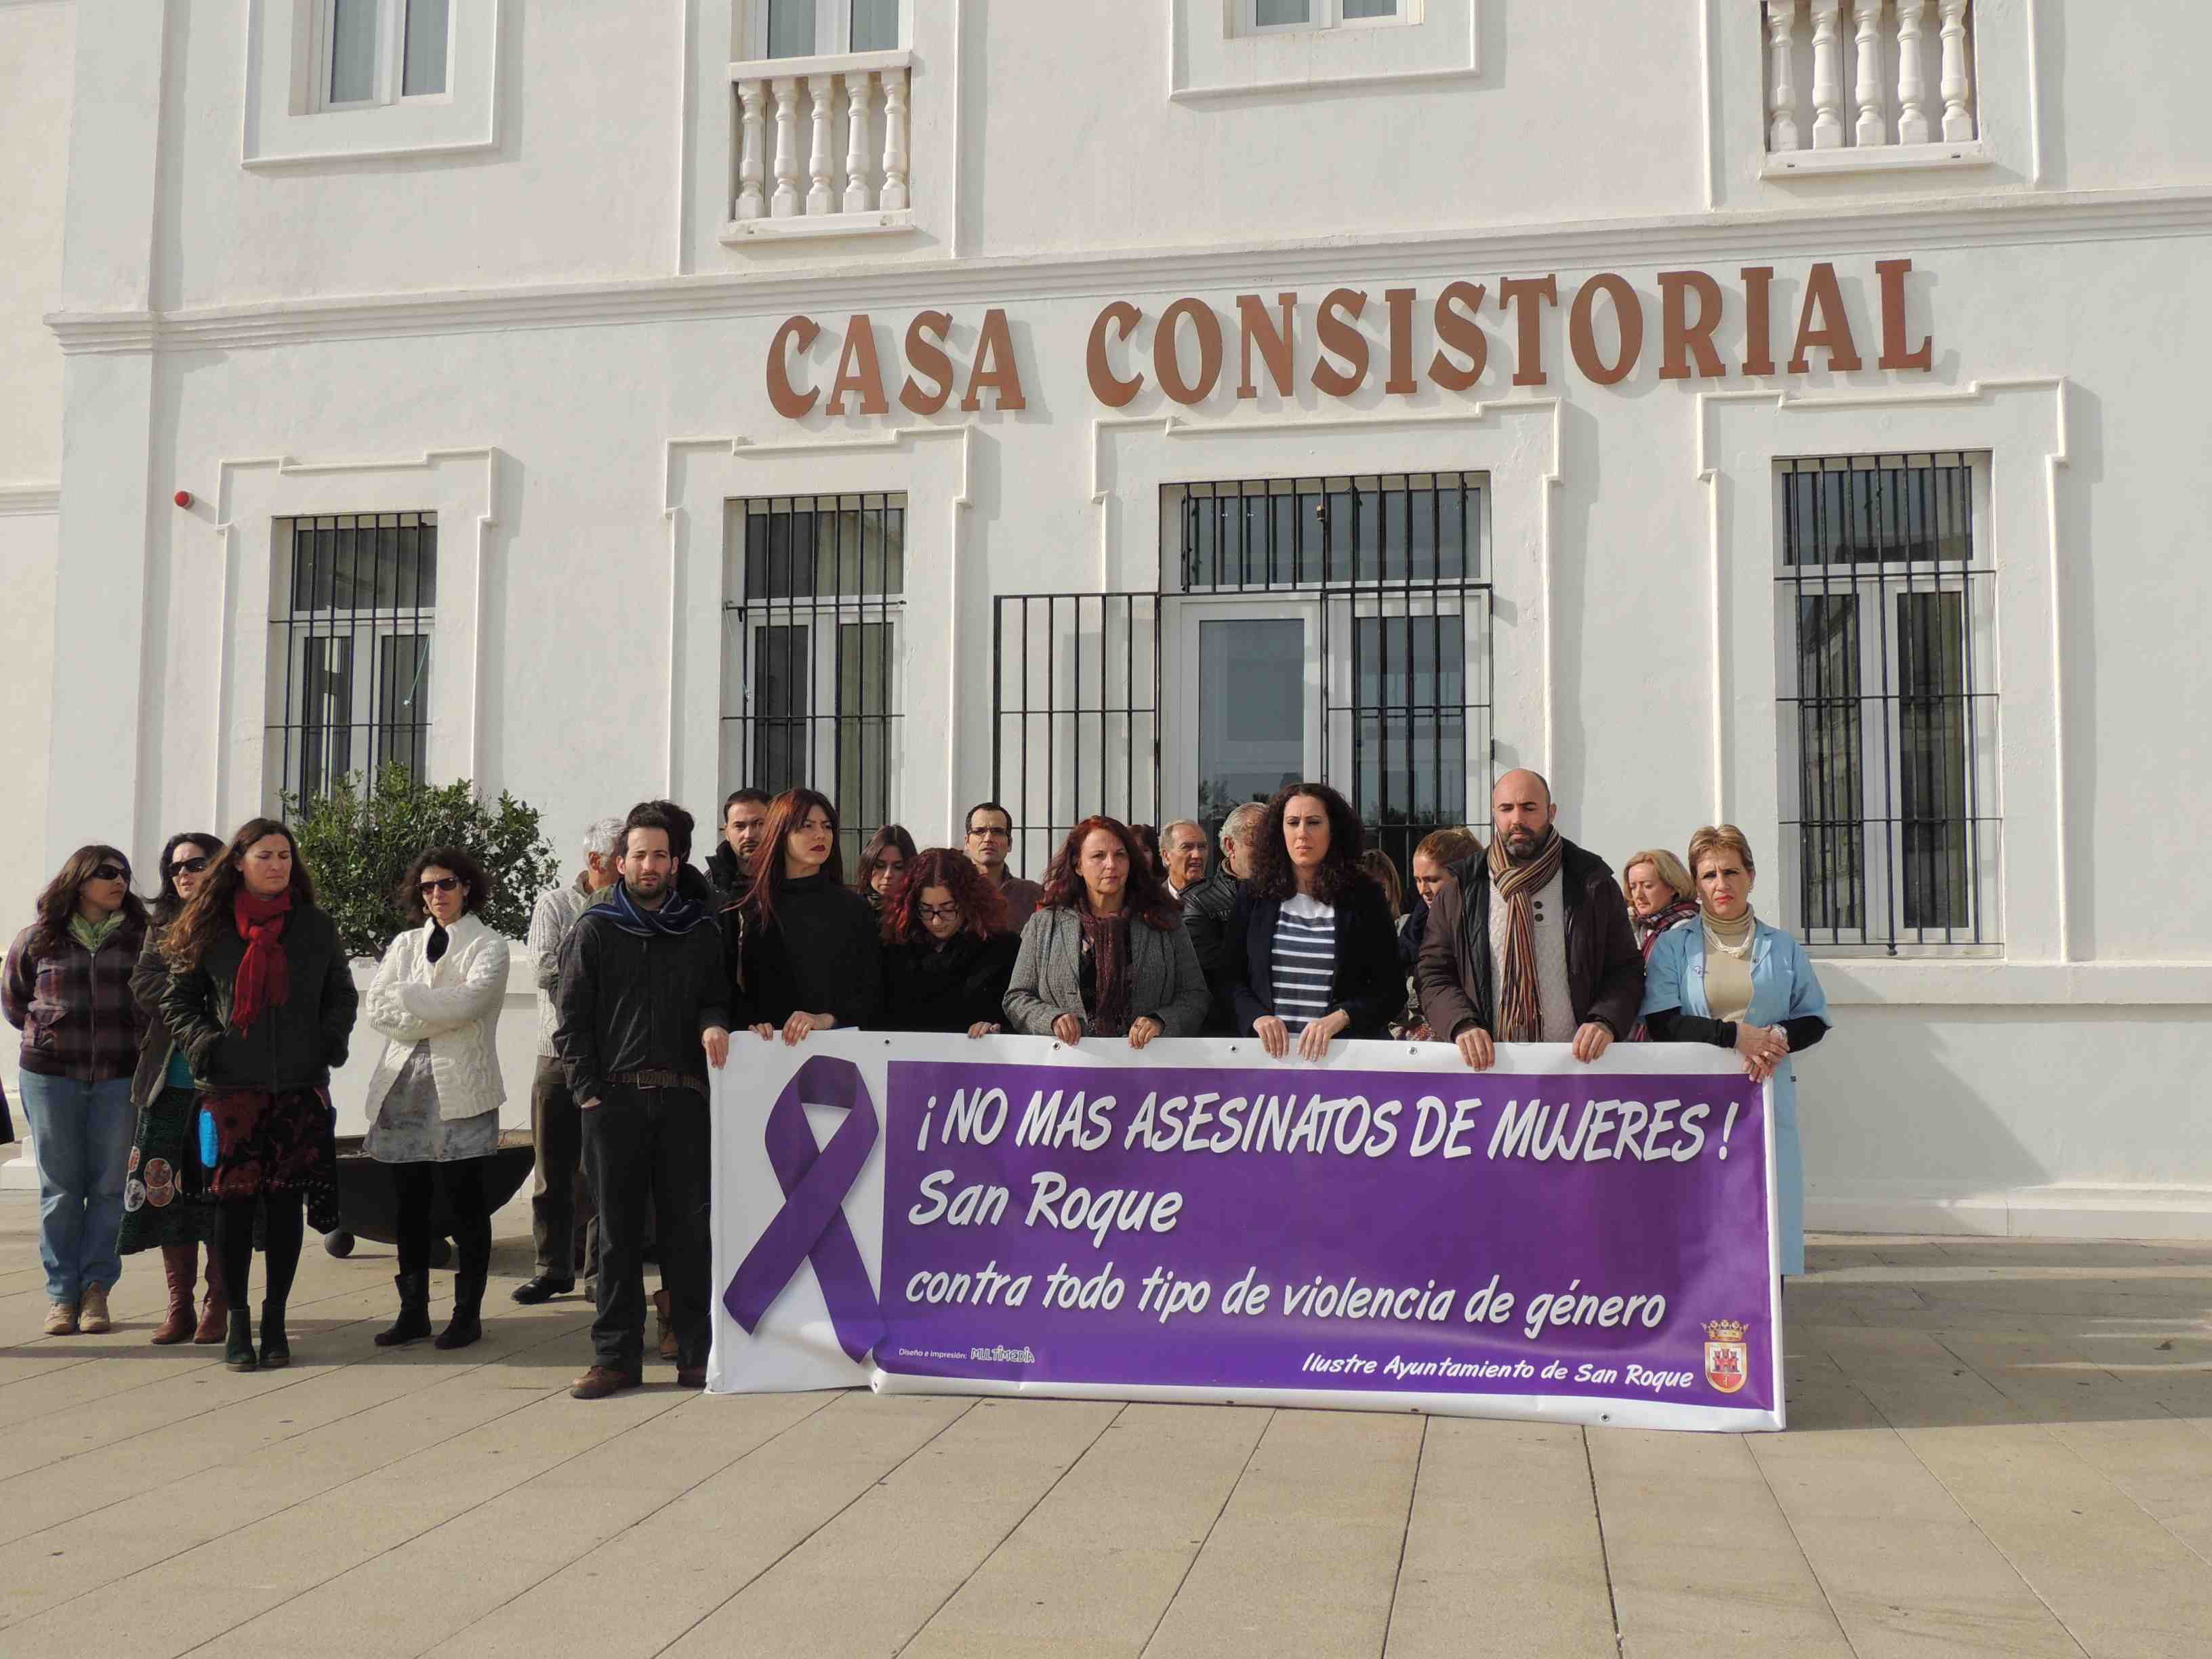 CASA CONSISTORIAL
¡NO MAS ASESINATOS DE MUJERES!
San Roque
contra todo tipo de violencia de género
Diseño e impresión: MULTIMEDIA
Ilustre Ayuntamiento de San Roque